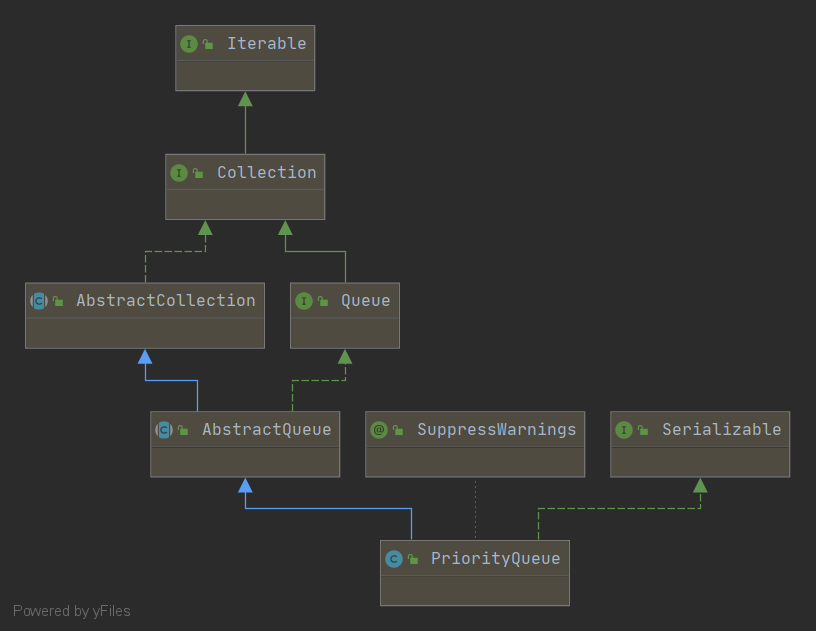 Iterable
Collection
AbstractCollection
Queue
AbstractQueue
SuppressWarnings
Serializable
PriorityQueue
Powered by yFiles